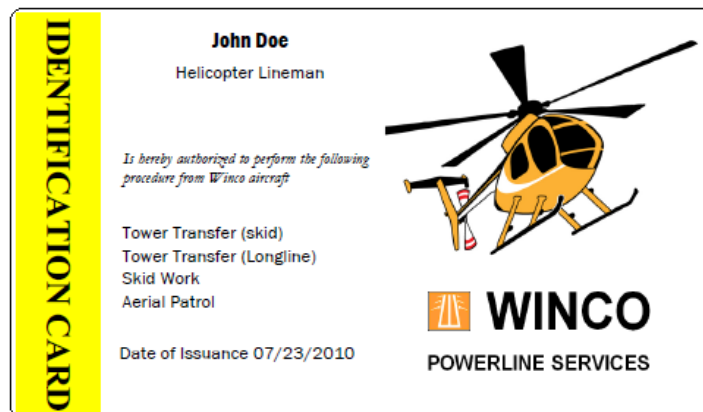 IDENTIFICATION CARD
John Doe
Helicopter Lineman
Is hereby authorized to perform the following
procedure from Winco aircraft
Tower Transfer (skid)
Tower Transfer (Longline)
Skid Work
Aerial Patrol
Date of Issuance 07/23/2010
WINCO
POWERLINE SERVICES